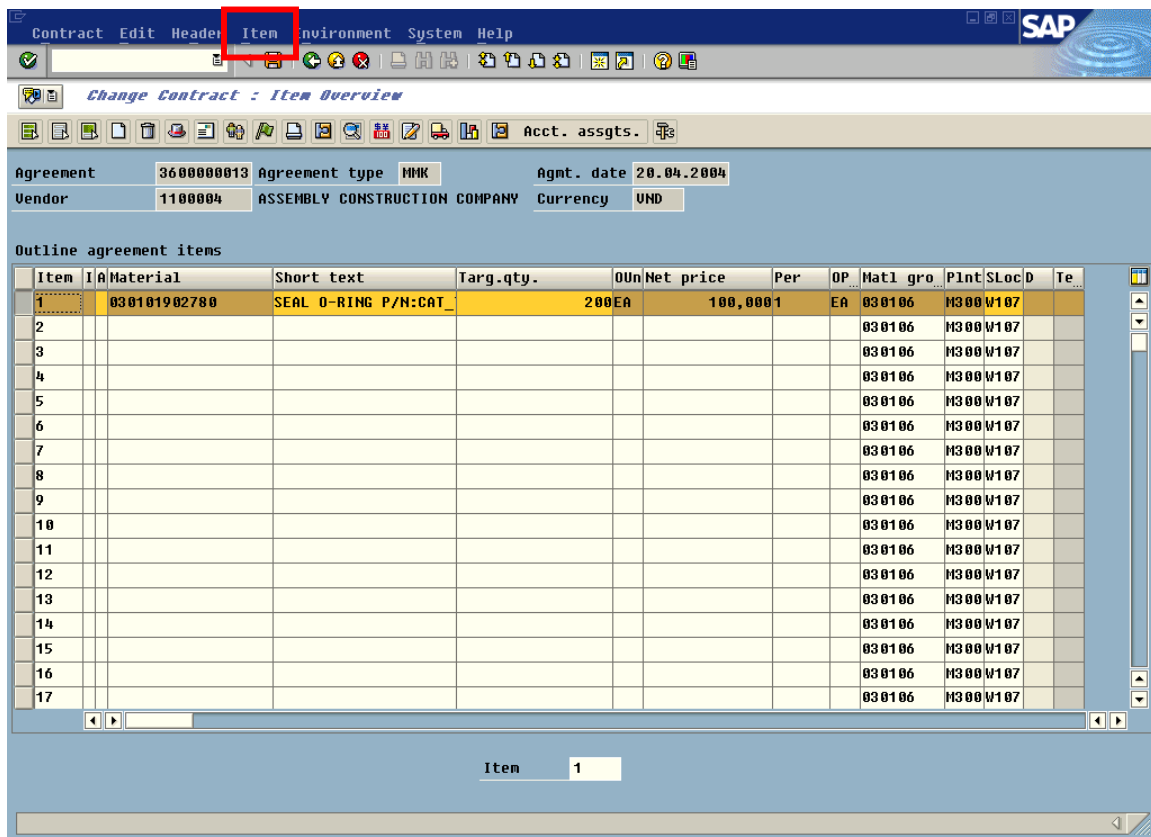 Contract Edit Header Item Environment System Help
SAP
Change Contract : Item Overview
Acct. assgts.
Agreement 3600000013 Agreement type MMK Agmt. date 20.04.2004
Vendor 1100004 ASSEMBLY CONSTRUCTION COMPANY Currency VND
Outline agreement items
Item I A Material Short text Targ.qty. OUn Net price Per OP... Matl gro... Plnt SLoc D Te...
1 030101902780 SEAL O-RING P/N:CAT_ 200 EA 100,000 1 EA 030106 M300 W107
2 030106 M300 W107
3 030106 M300 W107
4 030106 M300 W107
5 030106 M300 W107
6 030106 M300 W107
7 030106 M300 W107
8 030106 M300 W107
9 030106 M300 W107
10 030106 M300 W107
11 030106 M300 W107
12 030106 M300 W107
13 030106 M300 W107
14 030106 M300 W107
15 030106 M300 W107
16 030106 M300 W107
17 030106 M300 W107
Item 1